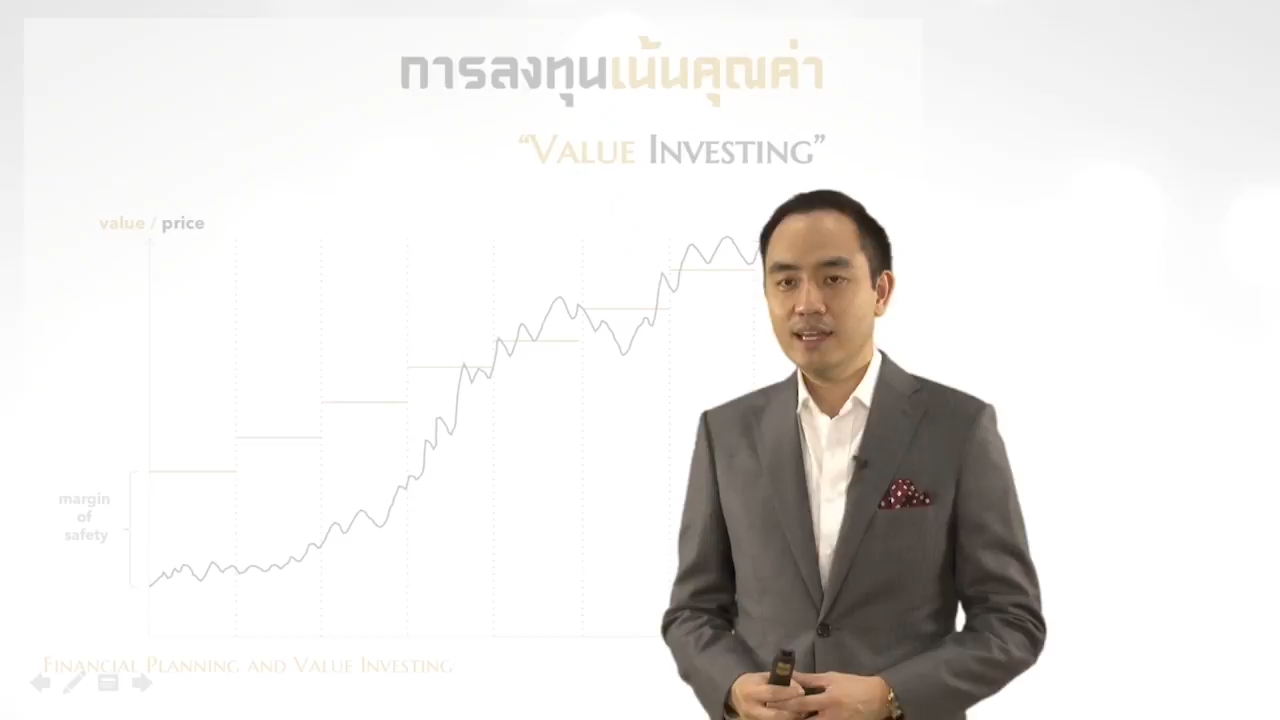 การลงทุนเน้นคุณค่า
“VALUE INVESTING”
value / price
margin
of
safety
FINANCIAL PLANNING AND VALUE INVESTING